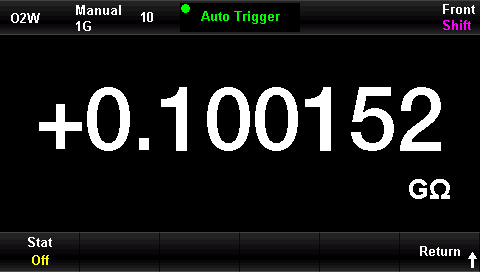 O2W
Manual
1G
10
Auto Trigger
Front
Shift
+0.100152
GΩ
Stat
Off
Return